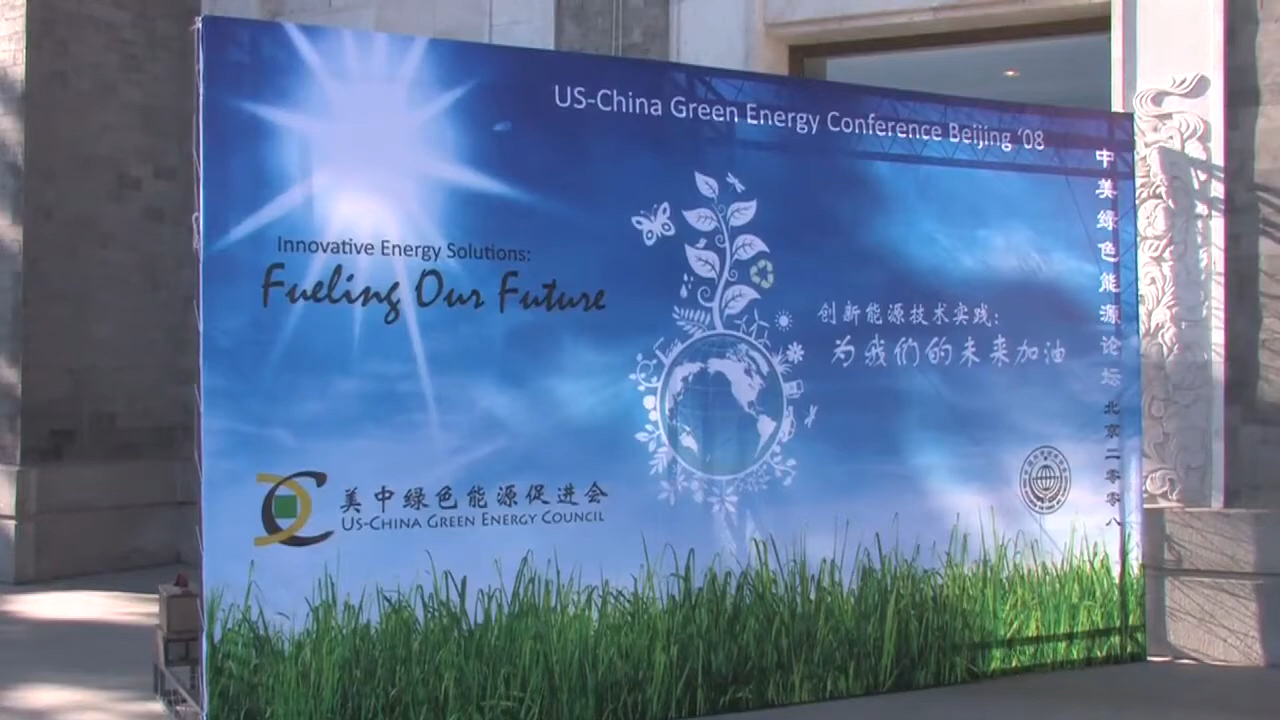 US-China Green Energy Conference Beijing ‘08
中美绿色能源论坛 北京二零零八
Innovative Energy Solutions:
Fueling Our Future
创新能源技术实践:
为我们的未来加油
美中绿色能源促进会
US-CHINA GREEN ENERGY COUNCIL